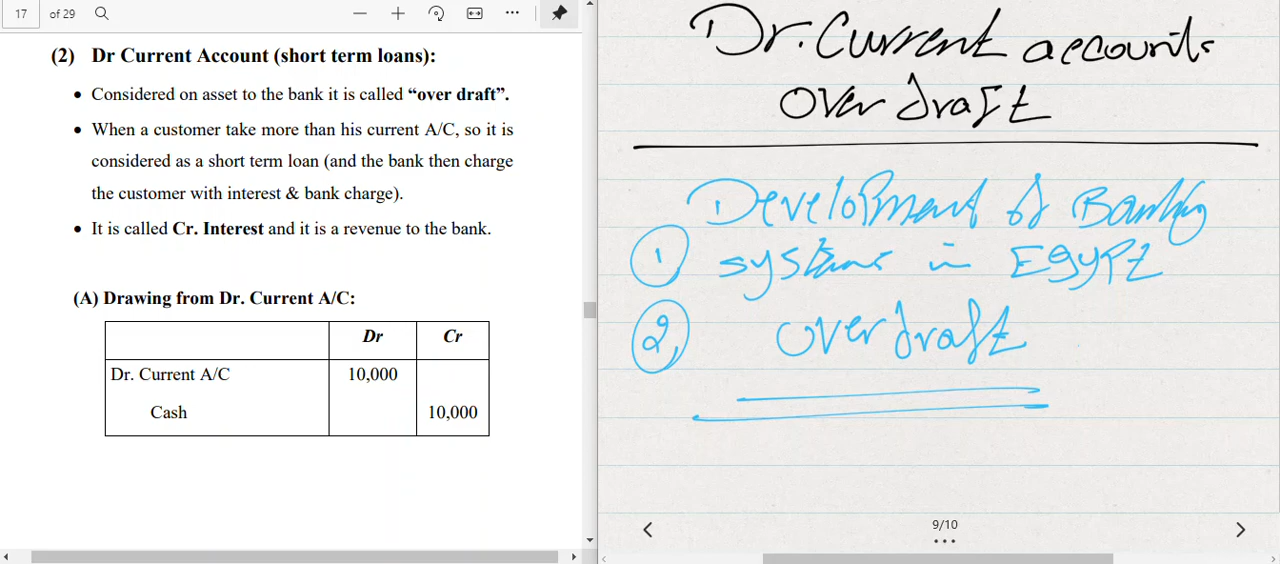 17 of 29
(2) Dr Current Account (short term loans):
• Considered on asset to the bank it is called “over draft”.
• When a customer take more than his current A/C, so it is
considered as a short term loan (and the bank then charge
the customer with interest & bank charge).
• It is called Cr. Interest and it is a revenue to the bank.
(A) Drawing from Dr. Current A/C:
Dr Cr
Dr. Current A/C 10,000
Cash 10,000
Dr. Current accounts
over draft
Development of Banking
1 systems in EGYPt
2, over draft
9/10